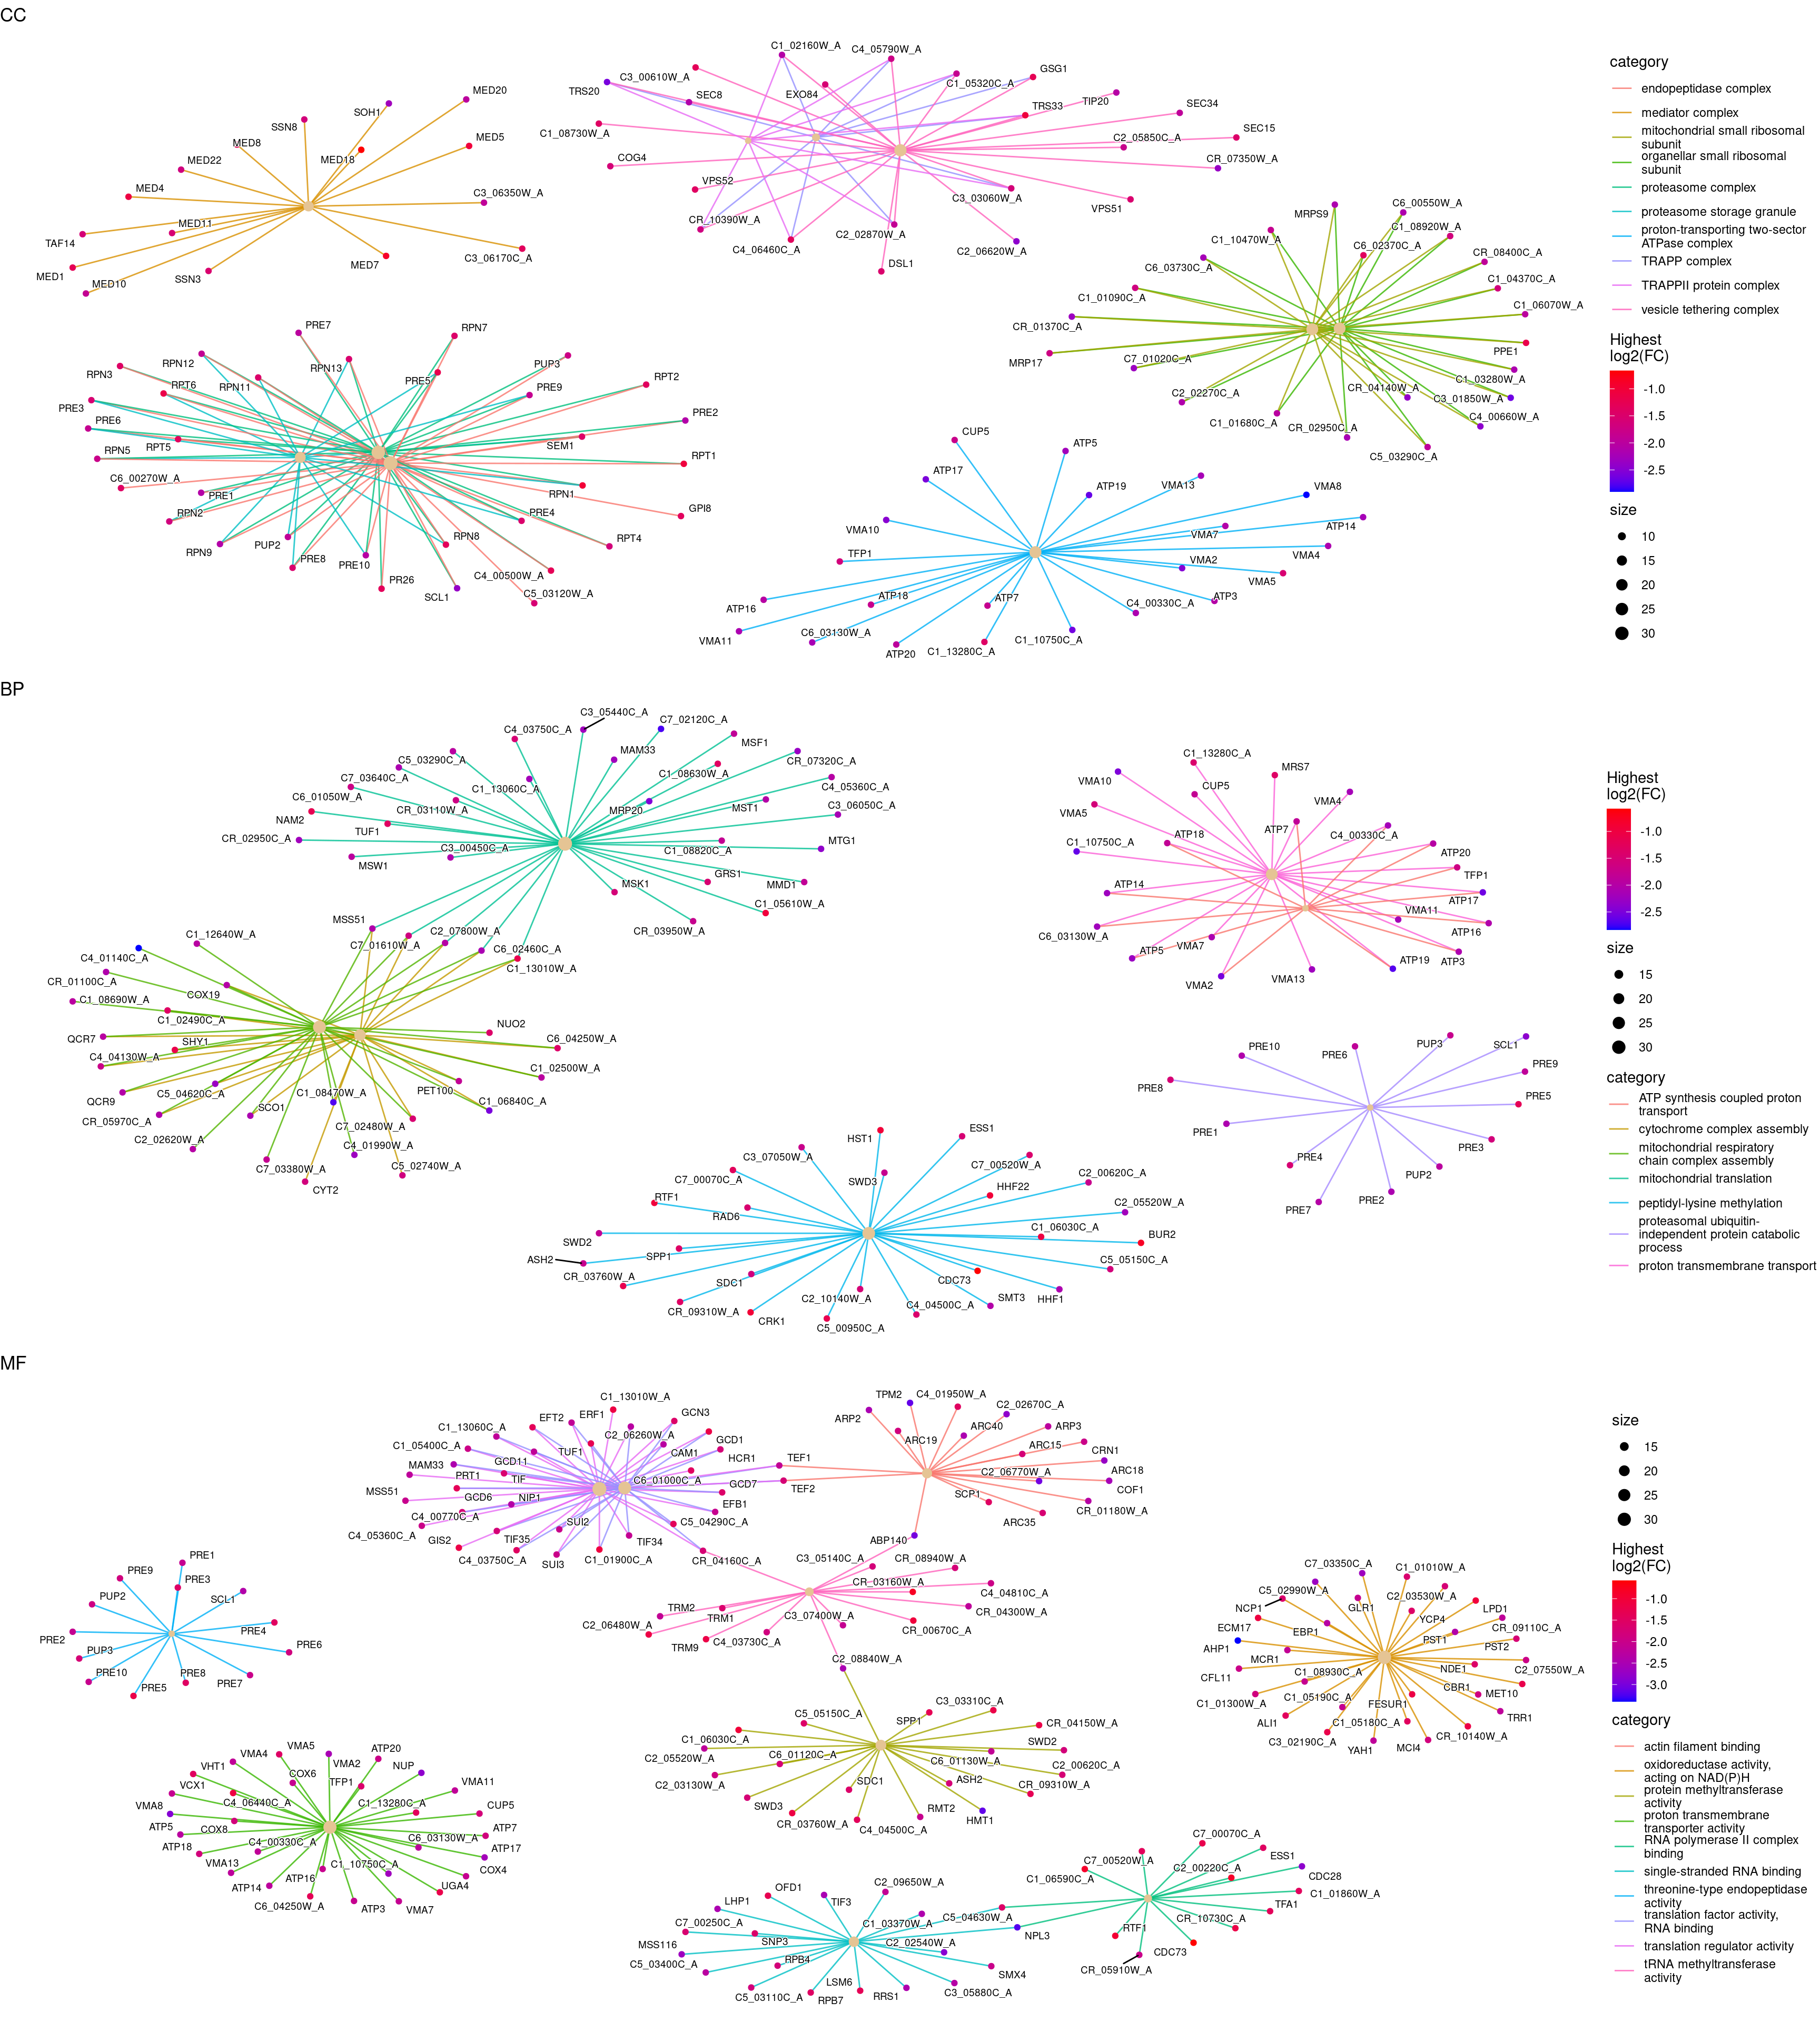 CC
C1_02160W_A
C4_05790W_A
C3_00610W_A
C1_05320C_A
GSG1
TRS20
EXO84
SEC8
TRS33
TIP20
SEC34
C1_08730W_A
C2_05850C_A
SEC15
COG4
CR_07350W_A
VPS52
C3_03060W_A
VPS51
CR_10390W_A
C2_02870W_A
C4_06460C_A
C2_06620W_A
DSL1
MED20
SOH1
SSN8
MED8
MED18
MED5
MED22
MED4
C3_06350W_A
MED11
TAF14
MED7
C3_06170C_A
MED1
MED10
SSN3
MRPS9
C6_00550W_A
C1_08920W_A
C1_10470W_A
C6_02370C_A
CR_08400C_A
C6_03730C_A
C1_04370C_A
C1_01090C_A
C1_06070W_A
CR_01370C_A
PPE1
MRP17
C7_01020C_A
C1_03280W_A
CR_04140W_A
C2_02270C_A
C3_01850W_A
C4_00660W_A
C1_01680C_A
CR_02950C_A
C5_03290C_A
PRE7
RPN7
RPN12
RPN13
PUP3
RPN3
RPT6
RPN11
PRE5
PRE9
RPT2
PRE3
PRE6
PRE2
RPN5
RPT5
SEM1
RPT1
C6_00270W_A
PRE1
RPN1
RPN2
PRE4
GPI8
RPN9
PUP2
RPN8
RPT4
PRE8
PRE10
PR26
SCL1
C4_00500W_A
C5_03120W_A
CUP5
ATP5
ATP17
ATP19
VMA13
VMA8
VMA10
VMA7
ATP14
TFP1
VMA2
VMA4
VMA5
ATP16
ATP18
ATP7
C4_00330C_A
ATP3
VMA11
C6_03130W_A
ATP20
C1_13280C_A
C1_10750C_A
category
endopeptidase complex
mediator complex
mitochondrial small ribosomal
subunit
organellar small ribosomal
subunit
proteasome complex
proteasome storage granule
proton-transporting two-sector
ATPase complex
TRAPP complex
TRAPPII protein complex
vesicle tethering complex
Highest
log2(FC)
-1.0
-1.5
-2.0
-2.5
size
10
15
20
25
30
BP
C3_05440C_A
C4_03750C_A
C7_02120C_A
MSF1
MAM33
C5_03290C_A
CR_07320C_A
C7_03640C_A
C1_08630W_A
C1_13060C_A
C4_05360C_A
C6_01050W_A
CR_03110W_A
MRP20
MST1
C3_06050C_A
NAM2
TUF1
CR_02950C_A
C3_00450C_A
C1_08820C_A
MTG1
MSW1
GRS1
MSK1
MMD1
C1_05610W_A
CR_03950W_A
MSS51
C1_12640W_A
C7_01610W_A
C2_07800W_A
C6_02460C_A
C4_01140C_A
C1_13010W_A
CR_01100C_A
COX19
C1_08690W_A
C1_02490C_A
NUO2
QCR7
SHY1
C6_04250W_A
C4_04130W_A
C1_02500W_A
QCR9
C5_04620C_A
C1_08470W_A
PET100
C1_06840C_A
CR_05970C_A
SCO1
C7_02480W_A
C2_02620W_A
C4_01990W_A
C7_03380W_A
C5_02740W_A
CYT2
C1_13280C_A
VMA10
MRS7
CUP5
VMA5
VMA4
ATP18
ATP7
C4_00330C_A
C1_10750C_A
ATP20
ATP14
TFP1
ATP17
VMA11
C6_03130W_A
ATP16
ATP5
VMA7
ATP19
ATP3
VMA2
VMA13
PRE10
PRE6
PUP3
SCL1
PRE9
PRE8
PRE5
PRE1
PRE3
PRE4
PUP2
PRE7
PRE2
HST1
ESS1
C3_07050W_A
C7_00520W_A
C7_00070C_A
SWD3
C2_00620C_A
RTF1
HHF22
C2_05520W_A
RAD6
C1_06030C_A
BUR2
SWD2
SPP1
ASH2
C5_05150C_A
CR_03760W_A
SDC1
CDC73
C2_10140W_A
SMT3
HHF1
CR_09310W_A
C4_04500C_A
CRK1
C5_00950C_A
Highest
log2(FC)
-1.0
-1.5
-2.0
-2.5
size
15
20
25
30
category
ATP synthesis coupled proton
transport
cytochrome complex assembly
mitochondrial respiratory
chain complex assembly
mitochondrial translation
peptidyl-lysine methylation
proteasomal ubiquitin-
independent protein catabolic
process
proton transmembrane transport
MF
C1_13010W_A
EFT2
ERF1
GCN3
C1_13060C_A
C2_06260W_A
GCD1
C1_05400C_A
TUF1
CAM1
HCR1
MAM33
GCD11
PRT1
TIF
C6_01000C_A
GCD7
MSS51
GCD6
NIP1
EFB1
C4_00770C_A
SUI2
C5_04290C_A
C4_05360C_A
GIS2
TIF35
TIF34
C4_03750C_A
SUI3
C1_01900C_A
CR_04160C_A
TEF1
TEF2
TPM2
C4_01950W_A
C2_02670C_A
ARP2
ARC19
ARC40
ARP3
ARC15
CRN1
C2_06770W_A
ARC18
COF1
SCP1
CR_01180W_A
ARC35
ABP140
C3_05140C_A
CR_08940W_A
CR_03160W_A
C4_04810C_A
TRM2
TRM1
CR_04300W_A
C2_06480W_A
C3_07400W_A
CR_00670C_A
TRM9
C4_03730C_A
C2_08840W_A
PRE1
PRE9
PRE3
PUP2
SCL1
PRE2
PRE4
PUP3
PRE6
PRE10
PRE8
PRE7
PRE5
C7_03350C_A
C1_01010W_A
C5_02990W_A
C2_03530W_A
NCP1
GLR1
LPD1
YCP4
ECM17
EBP1
CR_09110C_A
AHP1
PST1
PST2
MCR1
NDE1
C2_07550W_A
CFL11
C1_08930C_A
CBR1
MET10
C1_01300W_A
C1_05190C_A
FESUR1
TRR1
ALI1
C1_05180C_A
CR_10140W_A
C3_02190C_A
YAH1
MCI4
C3_03310C_A
C5_05150C_A
SPP1
CR_04150W_A
C1_06030C_A
SWD2
C2_05520W_A
C6_01120C_A
C6_01130W_A
C2_00620C_A
C2_03130W_A
SDC1
ASH2
CR_09310W_A
SWD3
RMT2
CR_03760W_A
HMT1
C4_04500C_A
VMA5
VMA4
ATP20
VHT1
VMA2
NUP
COX6
TFP1
VCX1
VMA11
C4_06440C_A
C1_13280C_A
VMA8
CUP5
ATP5
COX8
ATP7
C4_00330C_A
C6_03130W_A
ATP18
ATP17
VMA13
C1_10750C_A
COX4
ATP14
ATP16
UGA4
C6_04250W_A
ATP3
VMA7
C2_09650W_A
OFD1
LHP1
TIF3
C7_00250C_A
C1_03370W_A
C5_04630W_A
MSS116
SNP3
C2_02540W_A
NPL3
C5_03400C_A
RPB4
SMX4
LSM6
C5_03110C_A
RPB7
RRS1
C3_05880C_A
C7_00070C_A
C7_00520W_A
ESS1
C1_06590C_A
C2_00220C_A
CDC28
C1_01860W_A
TFA1
RTF1
CR_10730C_A
CDC73
CR_05910W_A
size
15
20
25
30
Highest
log2(FC)
-1.0
-1.5
-2.0
-2.5
-3.0
category
actin filament binding
oxidoreductase activity,
acting on NAD(P)H
protein methyltransferase
activity
proton transmembrane
transporter activity
RNA polymerase II complex
binding
single-stranded RNA binding
threonine-type endopeptidase
activity
translation factor activity,
RNA binding
translation regulator activity
tRNA methyltransferase
activity